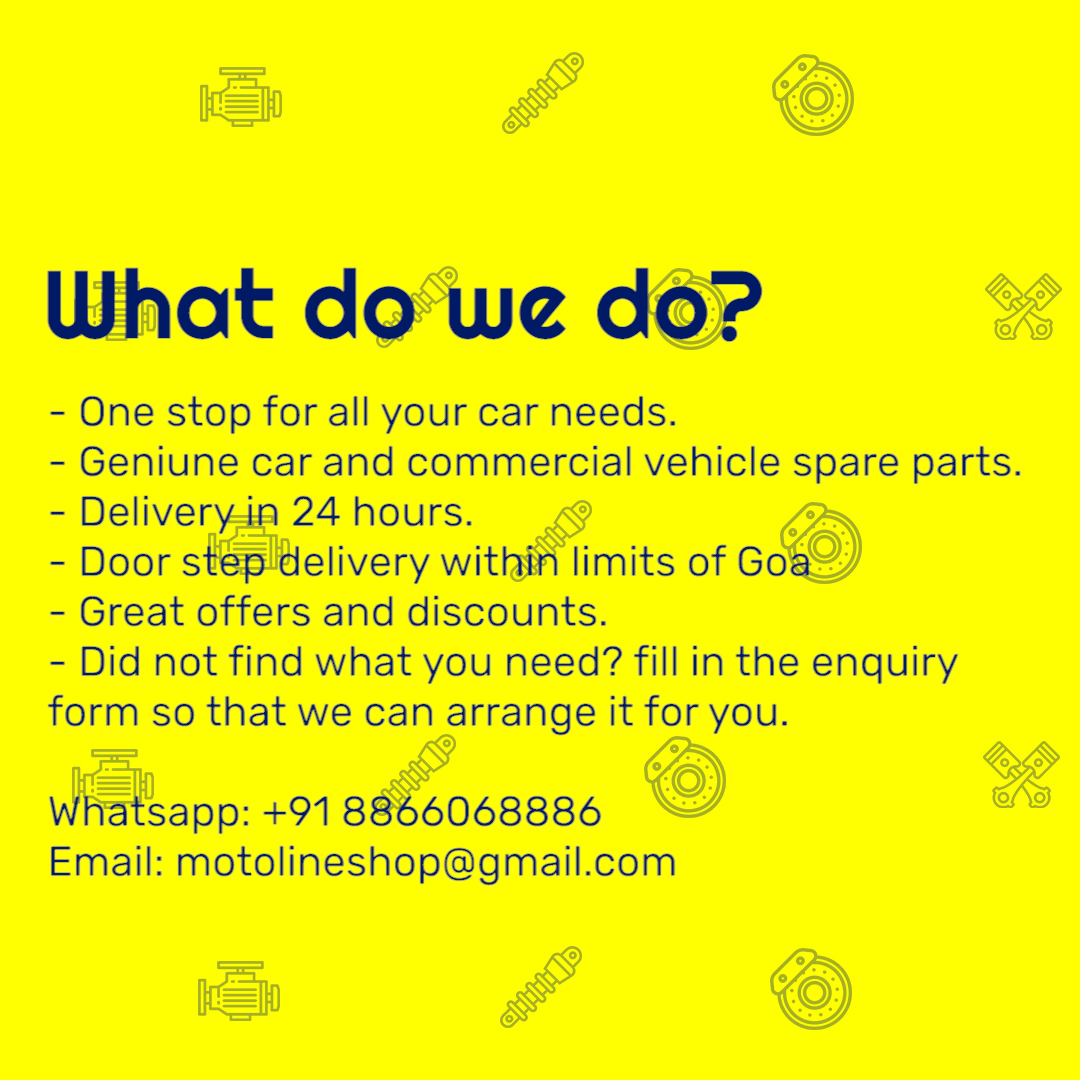 What do we do?
- One stop for all your car needs.
- Geniune car and commercial vehicle spare parts.
- Delivery in 24 hours.
- Door step delivery within limits of Goa
- Great offers and discounts.
- Did not find what you need? fill in the enquiry
form so that we can arrange it for you.
Whatsapp: +91 8866068886
Email: motolineshop@gmail.com